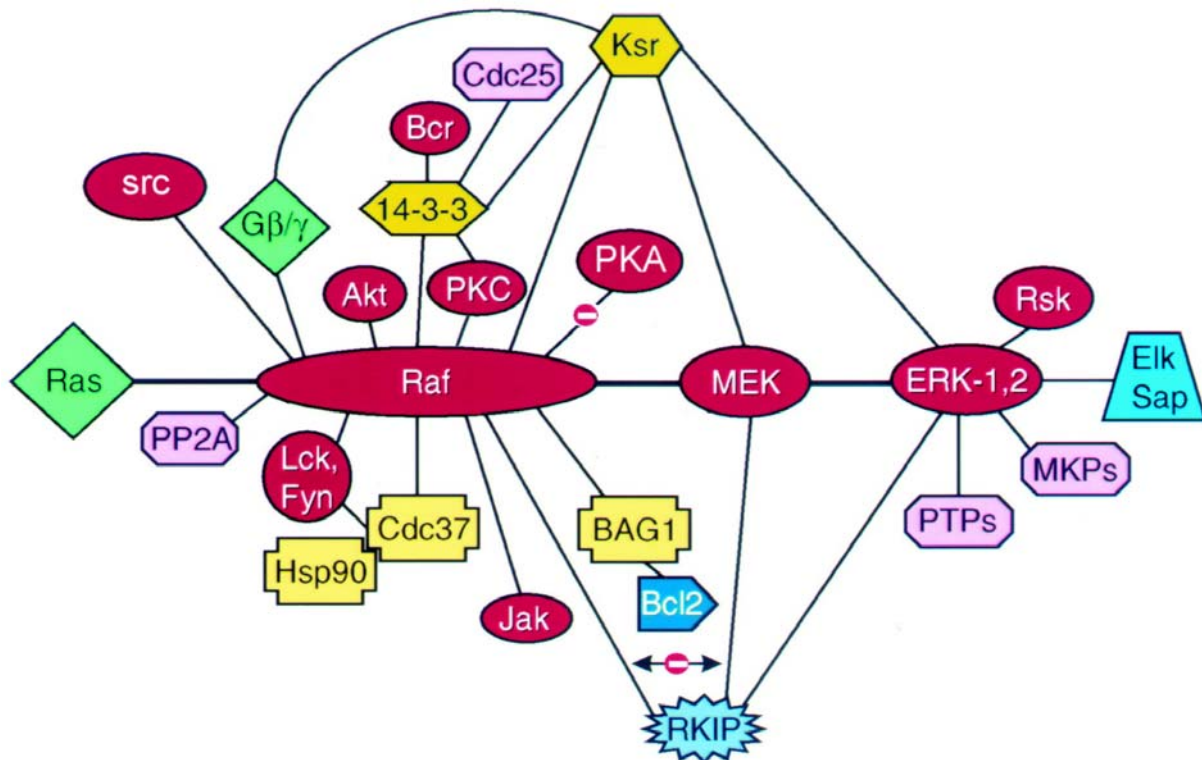 Ksr
Cdc25
Bcr
src
14-3-3
Gβ/γ
PKA
Akt
PKC
Rsk
Ras
Raf
MEK
ERK-1,2
Elk
Sap
PP2A
Lck,
Fyn
MKPs
Cdc37
BAG1
PTPs
Hsp90
Bcl2
Jak
RKIP